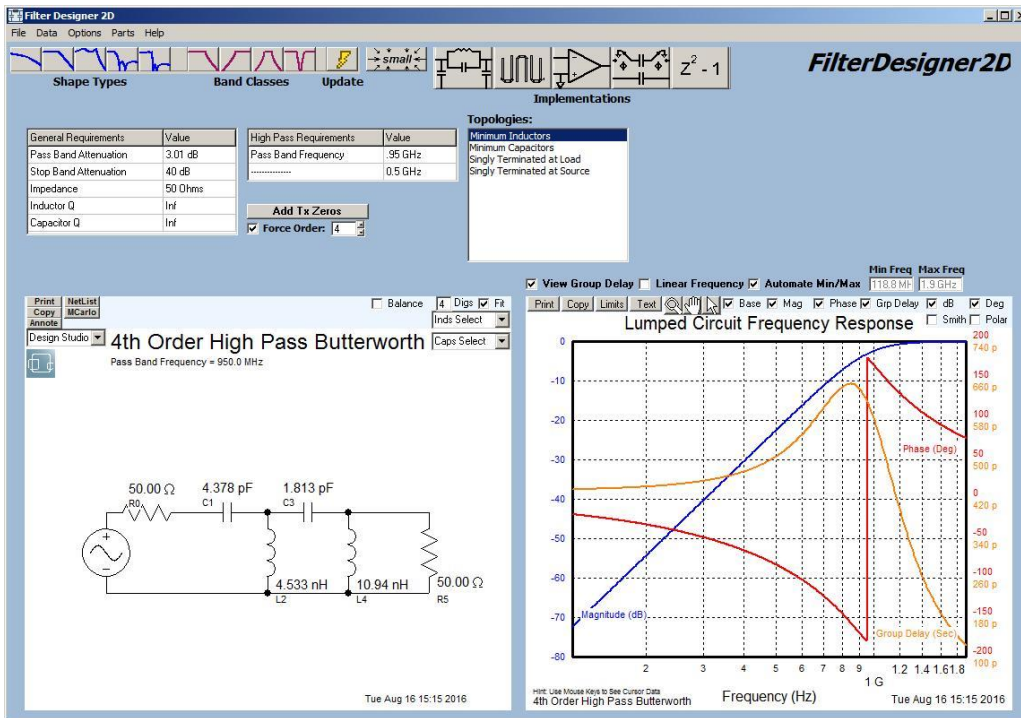 Filter Designer 2D
File Data Options Parts Help
small
Z² - 1
FilterDesigner2D
Shape Types Band Classes Update
Implementations
Topologies:
General Requirements Value
Pass Band Attenuation 3.01 dB
Stop Band Attenuation 40 dB
Impedance 50 Ohms
Inductor Q Inf
Capacitor Q Inf
High Pass Requirements Value
Pass Band Frequency .95 GHz
--------------- 0.5 GHz
Add Tx Zeros
Force Order: 4
Minimum Inductors
Minimum Capacitors
Singly Terminated at Load
Singly Terminated at Source
Min Freq Max Freq
View Group Delay Linear Frequency Automate Min/Max 118.8 MH 1.9 GHz
Print NetList
Copy MCarlo
Annote
Balance 4 Digs Fit
Inds Select
Design Studio
Caps Select
4th Order High Pass Butterworth
Pass Band Frequency = 950.0 MHz
50.00 Ω 4.378 pF 1.813 pF
R0 C1 C3
4.533 nH 10.94 nH 50.00 Ω
L2 L4 R5
Tue Aug 16 15:15 2016
Print Copy Limits Text Base Mag Phase Grp Delay dB Deg
Lumped Circuit Frequency Response Smith Polar
0
-10
-20
-30
-40
-50
-60
-70
-80
200
740 p
150
660 p
100
580 p
50
500 p
0
420 p
-50
340 p
-100
260 p
-150
180 p
-200
100 p
Phase (Deg)
Magnitude (dB)
Group Delay (Sec)
2 3 4 5 6 7 8 9 1.2 1.4 1.6 1.8
1 G
Hint: Use Mouse Keys to See Cursor Data
4th Order High Pass Butterworth Frequency (Hz) Tue Aug 16 15:15 2016